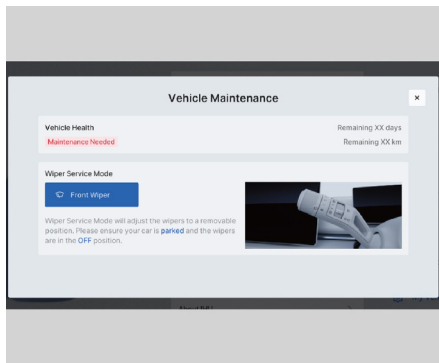 Vehicle Maintenance
×
Vehicle Health
Remaining XX days
Maintenance Needed
Remaining XX km
Wiper Service Mode
Front Wiper
Wiper Service Mode will adjust the wipers to a removable
position. Please ensure your car is parked and the wipers
are in the OFF position.